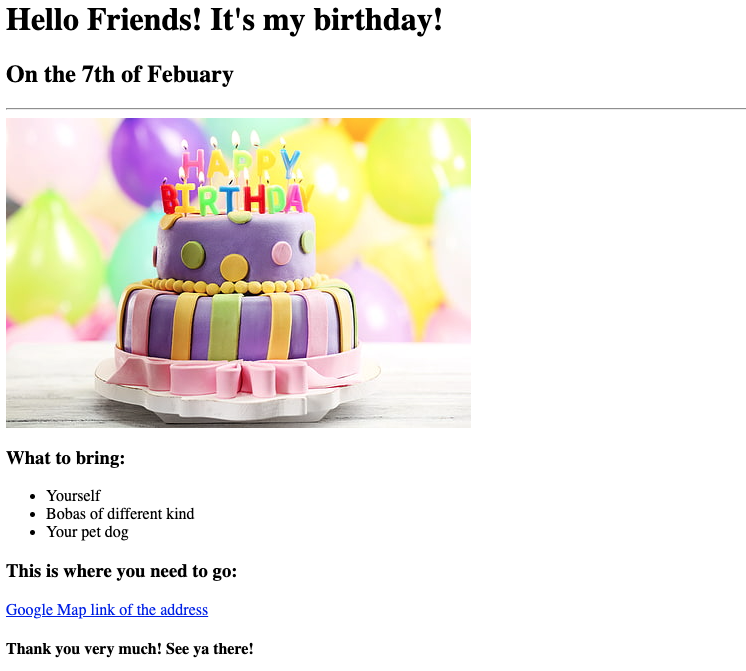 Hello Friends! It's my birthday!
On the 7th of Febuary
HAPPY
BIRTHDAY
What to bring:
Yourself
Bobas of different kind
Your pet dog
This is where you need to go:
Google Map link of the address
Thank you very much! See ya there!